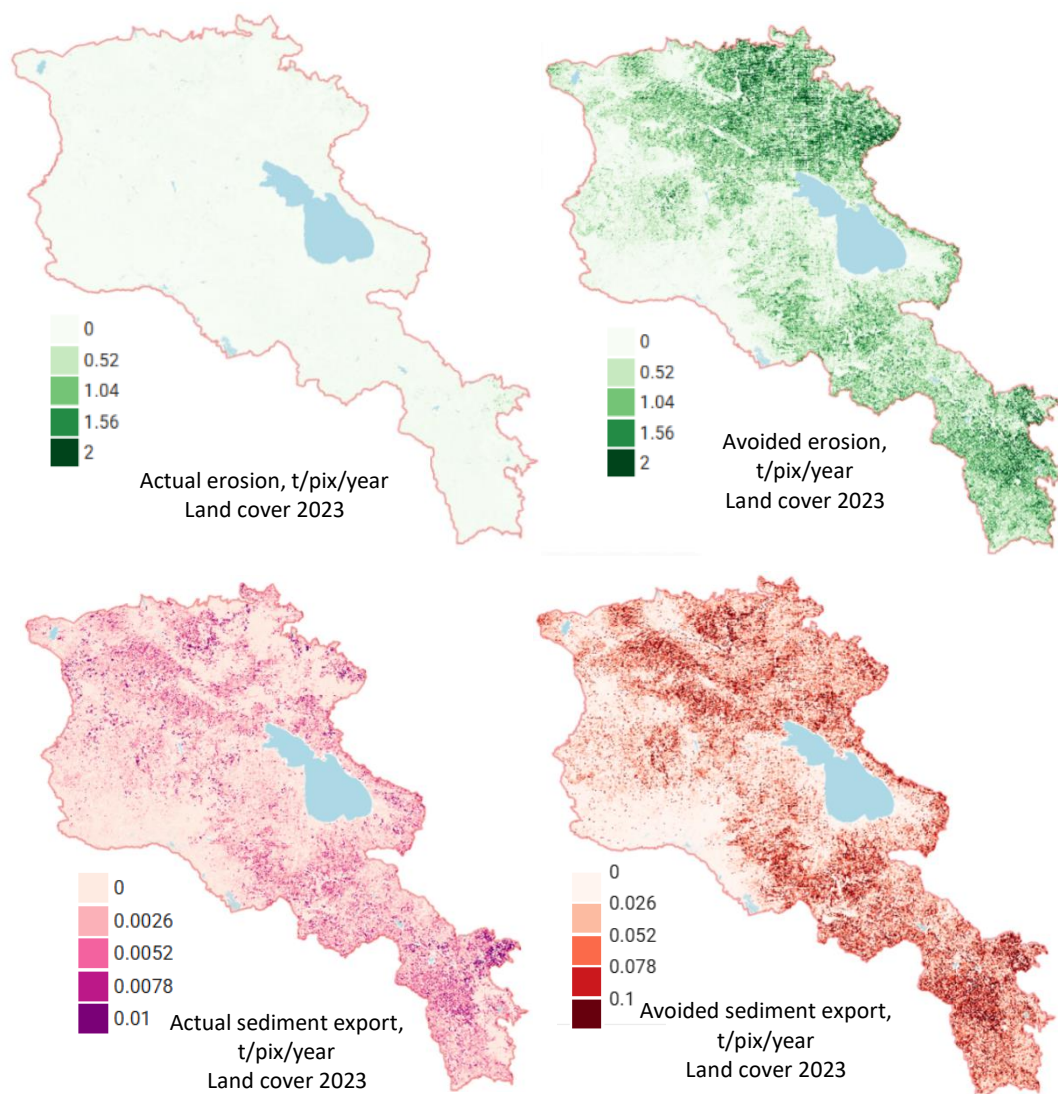 0
0.52
1.04
1.56
2
Actual erosion, t/pix/year
Land cover 2023
0
0.52
1.04
1.56
2
Avoided erosion,
t/pix/year
Land cover 2023
0
0.0026
0.0052
0.0078
0.01
Actual sediment export,
t/pix/year
Land cover 2023
0
0.026
0.052
0.078
0.1
Avoided sediment export,
t/pix/year
Land cover 2023